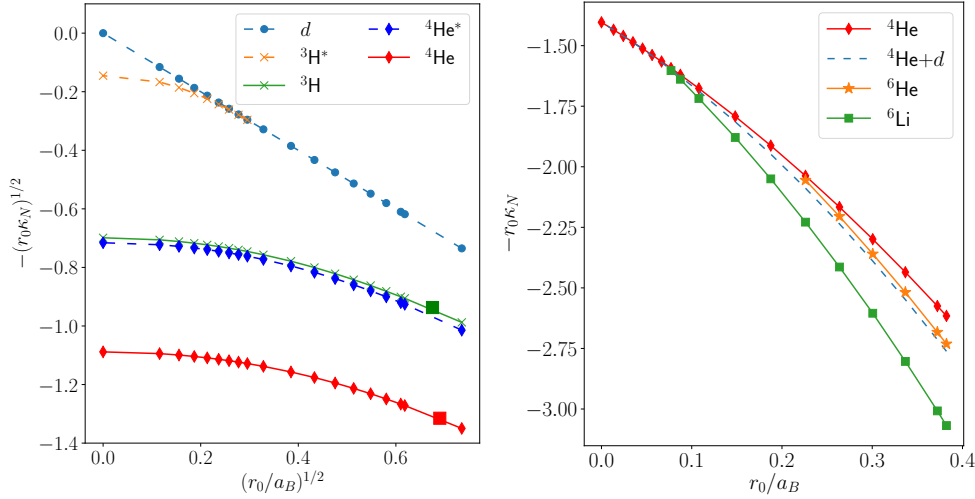 0.0
−0.2
−0.4
−0.6
−0.8
−1.0
−1.2
−1.4
−(r₀κ_N)^{1/2}
d
³H*
³H
⁴He*
⁴He
0.0 0.2 0.4 0.6
(r₀/a_B)^{1/2}
−1.50
−1.75
−2.00
−2.25
−2.50
−2.75
−3.00
−r₀κ_N
⁴He
⁴He+d
⁶He
⁶Li
0.0 0.1 0.2 0.3 0.4
r₀/a_B